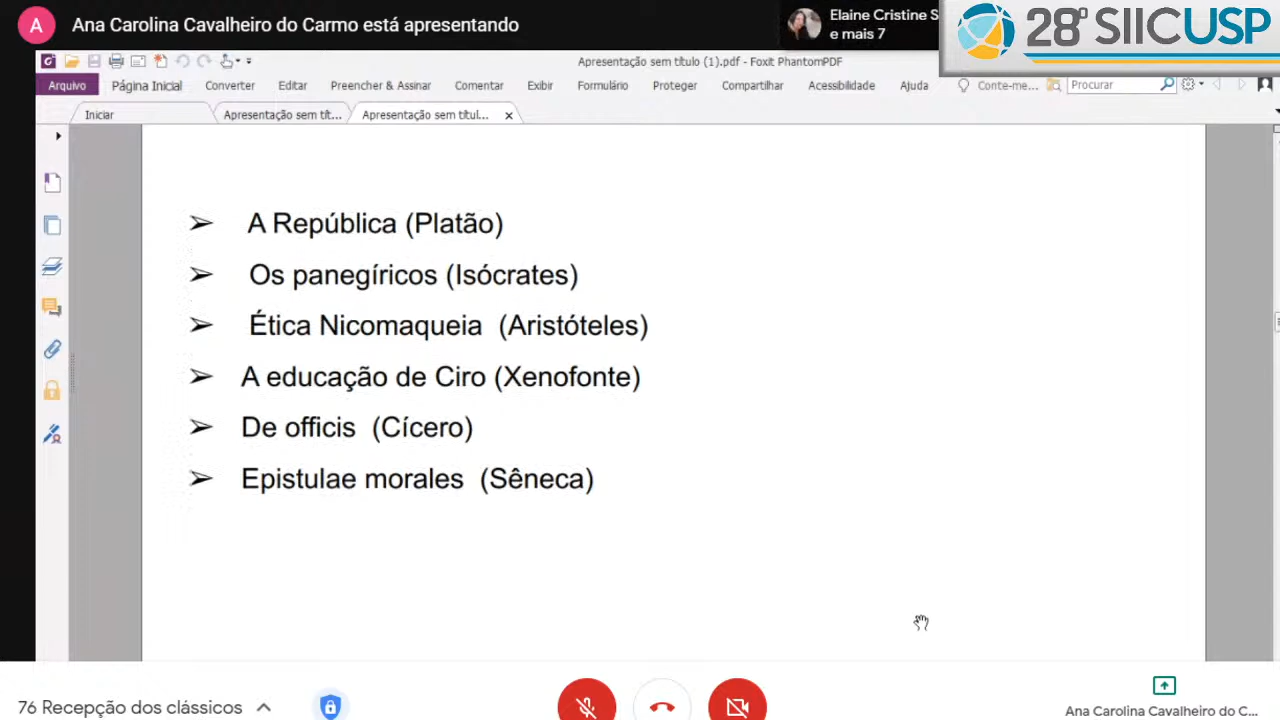 A
Ana Carolina Cavalheiro do Carmo está apresentando
Elaine Cristine S
e mais 7
28º SIICUSP
Apresentação sem título (1).pdf - Foxit PhantomPDF
Arquivo Página Inicial Converter Editar Preencher & Assinar Comentar Exibir Formulário Proteger Compartilhar Acessibilidade Ajuda Conte-me... Procurar
Iniciar Apresentação sem tít... Apresentação sem títul...
➢ A República (Platão)
➢ Os panegíricos (Isócrates)
➢ Ética Nicomaqueia (Aristóteles)
➢ A educação de Ciro (Xenofonte)
➢ De officis (Cícero)
➢ Epistulae morales (Sêneca)
76 Recepção dos clássicos
Ana Carolina Cavalheiro do C...